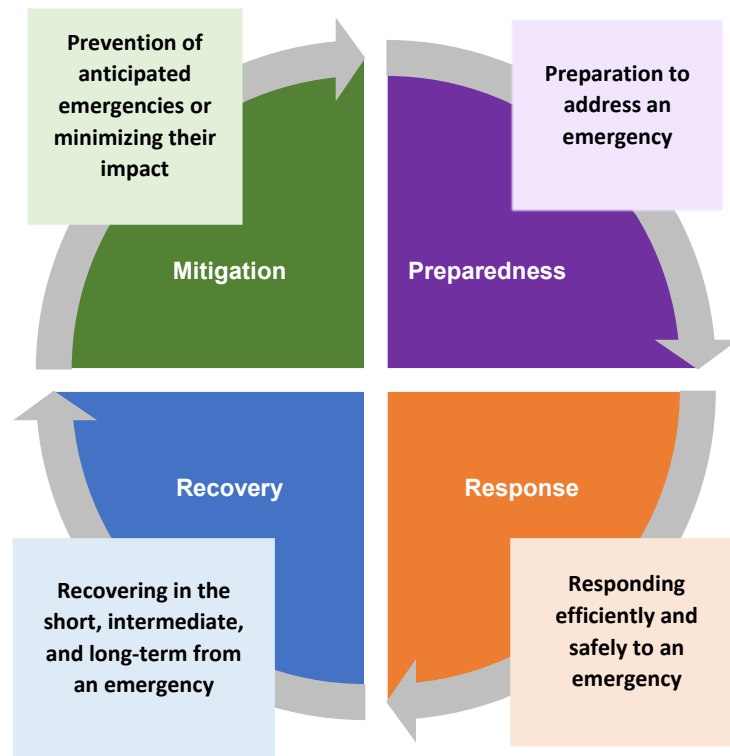 Prevention of
anticipated
emergencies or
minimizing their
impact
Preparation to
address an
emergency
Mitigation
Preparedness
Recovery
Response
Recovering in the
short, intermediate,
and long-term from
an emergency
Responding
efficiently and
safely to an
emergency